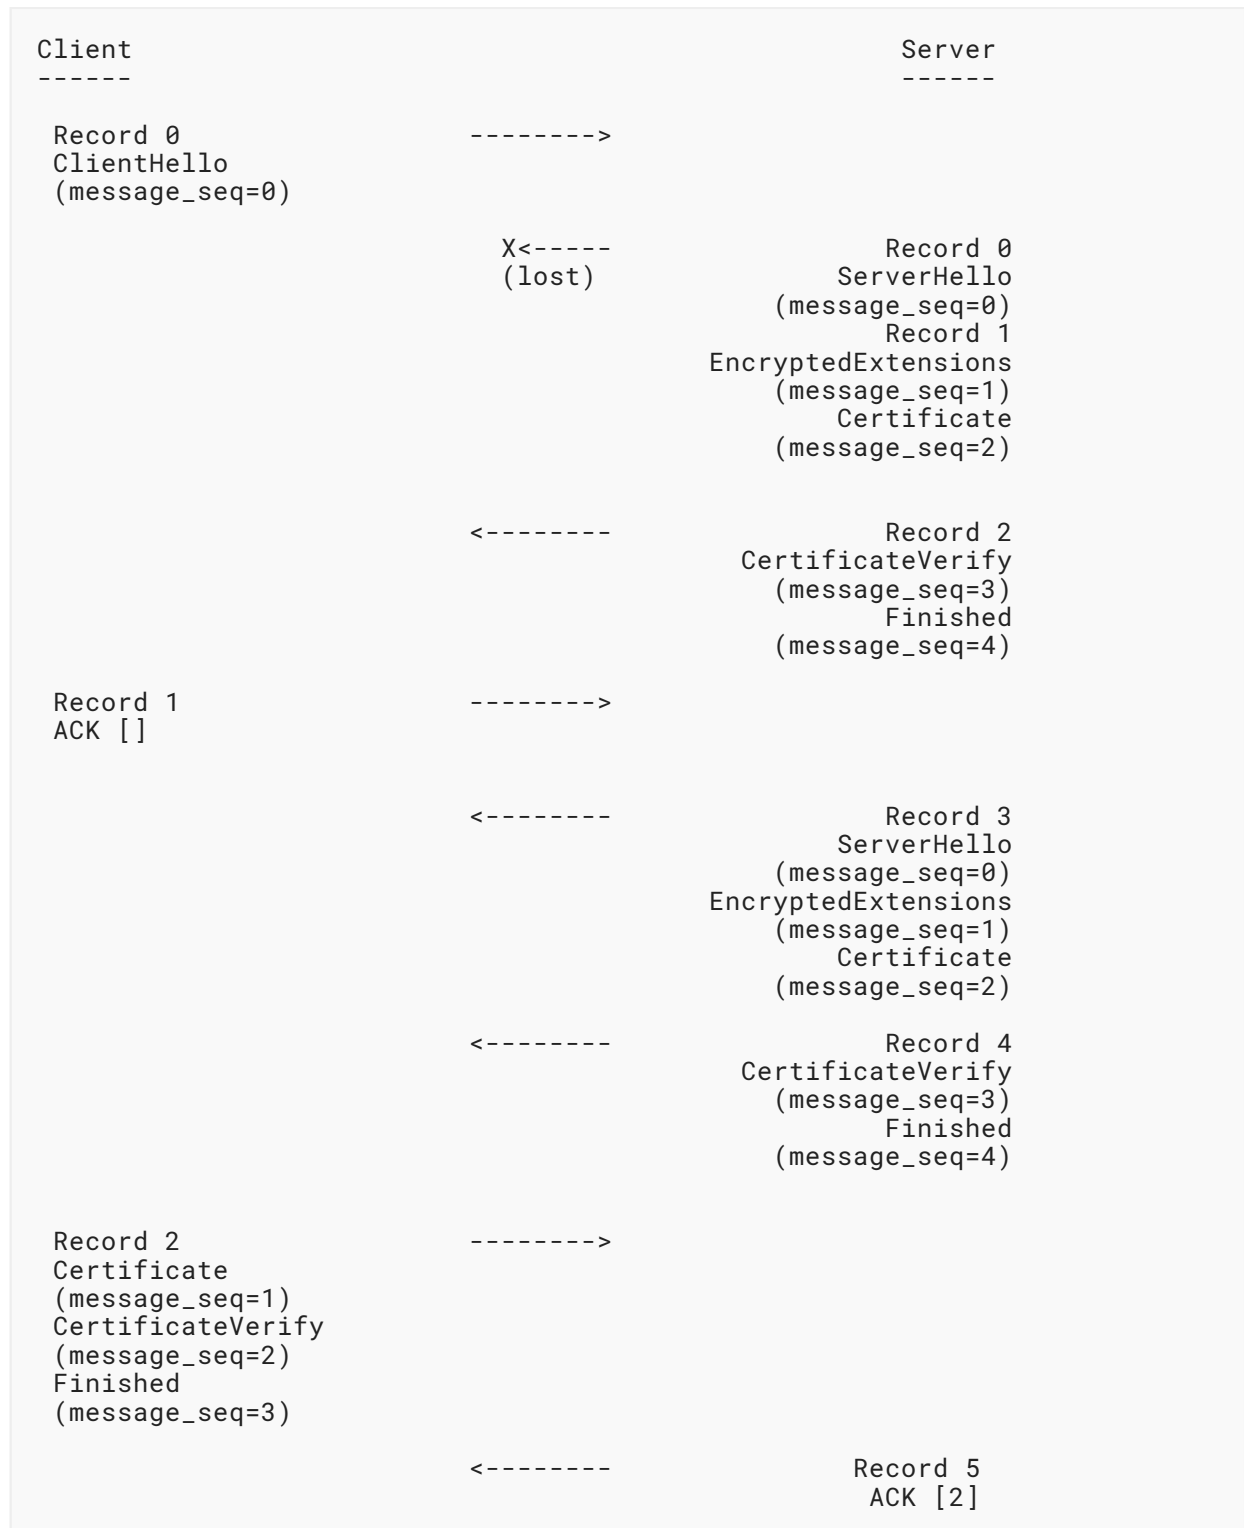 Client                                                Server
------                                                ------
Record 0                   -------->
ClientHello
(message_seq=0)
X<-----                 Record 0
(lost)               ServerHello
(message_seq=0)
Record 1
EncryptedExtensions
(message_seq=1)
Certificate
(message_seq=2)
<--------                 Record 2
CertificateVerify
(message_seq=3)
Finished
(message_seq=4)
Record 1                   -------->
ACK []
<--------                 Record 3
ServerHello
(message_seq=0)
EncryptedExtensions
(message_seq=1)
Certificate
(message_seq=2)
<--------                 Record 4
CertificateVerify
(message_seq=3)
Finished
(message_seq=4)
Record 2                   -------->
Certificate
(message_seq=1)
CertificateVerify
(message_seq=2)
Finished
(message_seq=3)
<--------               Record 5
ACK [2]